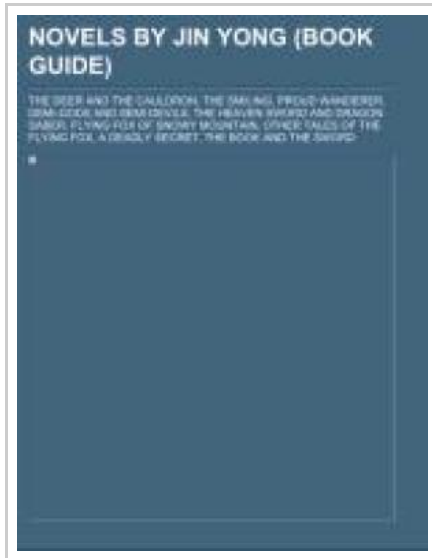 NOVELS BY JIN YONG (BOOK
GUIDE)
THE DEER AND THE CAULDRON, THE SMILING, PROUD WANDERER,
DEMI-GODS AND SEMI-DEVILS, THE HEAVEN SWORD AND DRAGON
SABER, FLYING FOX OF SNOWY MOUNTAIN, OTHER TALES OF THE
FLYING FOX, A DEADLY SECRET, THE BOOK AND THE SWORD